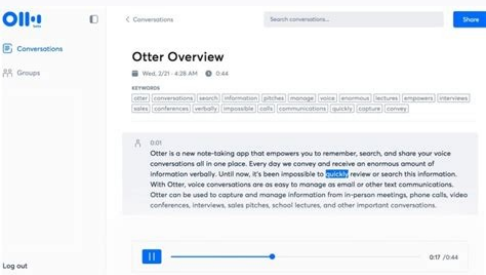 Conversations
Search conversations...
Share
Conversations
Groups
Otter Overview
Wed, 2/21 · 4:28 AM 0:44
KEYWORDS
otter conversations search information pitches manage voice enormous lectures empowers interviews
sales conferences verbally impossible calls communications quickly capture convey
0:01
Otter is a new note-taking app that empowers you to remember, search, and share your voice
conversations all in one place. Every day we convey and receive an enormous amount of
information verbally. Until now, it's been impossible to quickly review or search this information.
With Otter, voice conversations are as easy to manage as email or other text communications.
Otter can be used to capture and manage information from in-person meetings, phone calls, video
conferences, interviews, sales pitches, school lectures, and other important conversations.
0:17 /0:44
Log out